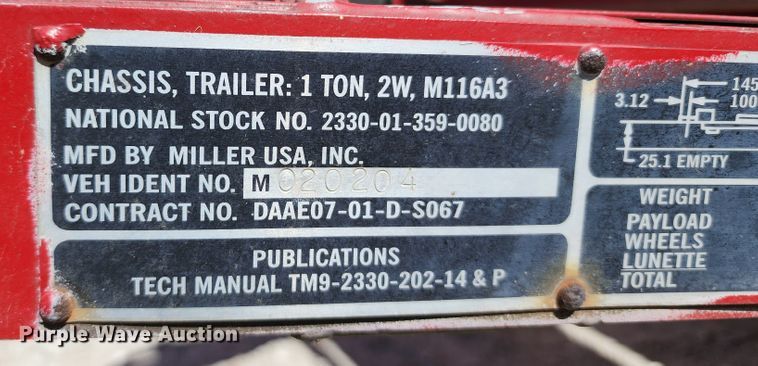 CHASSIS, TRAILER: 1 TON, 2W, M116A3
NATIONAL STOCK NO. 2330-01-359-0080
MFD BY MILLER USA, INC.
VEH IDENT NO. M 020204
CONTRACT NO. DAAE07-01-D-S067
PUBLICATIONS
TECH MANUAL TM9-2330-202-14 & P
145
3.12
100
25.1 EMPTY
WEIGHT
PAYLOAD
WHEELS
LUNETTE
TOTAL
Purple Wave Auction